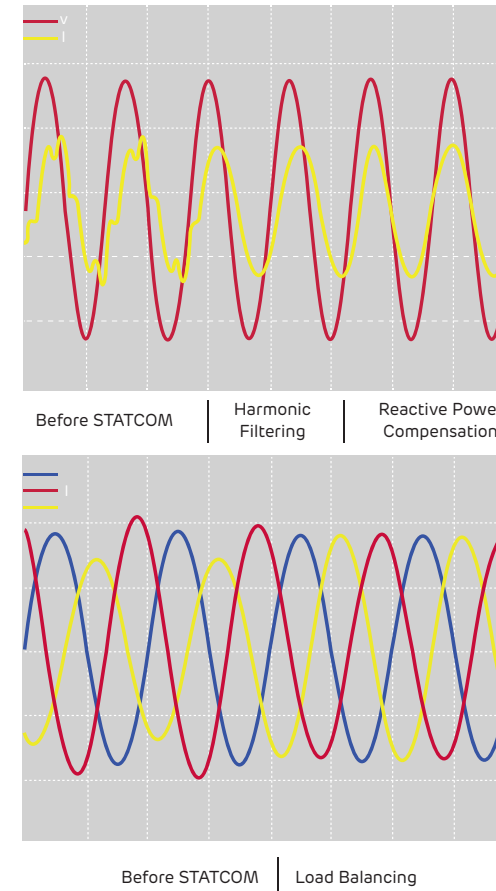 V
I
Before STATCOM
Harmonic
Filtering
Reactive Powe
Compensation
I
Before STATCOM
Load Balancing